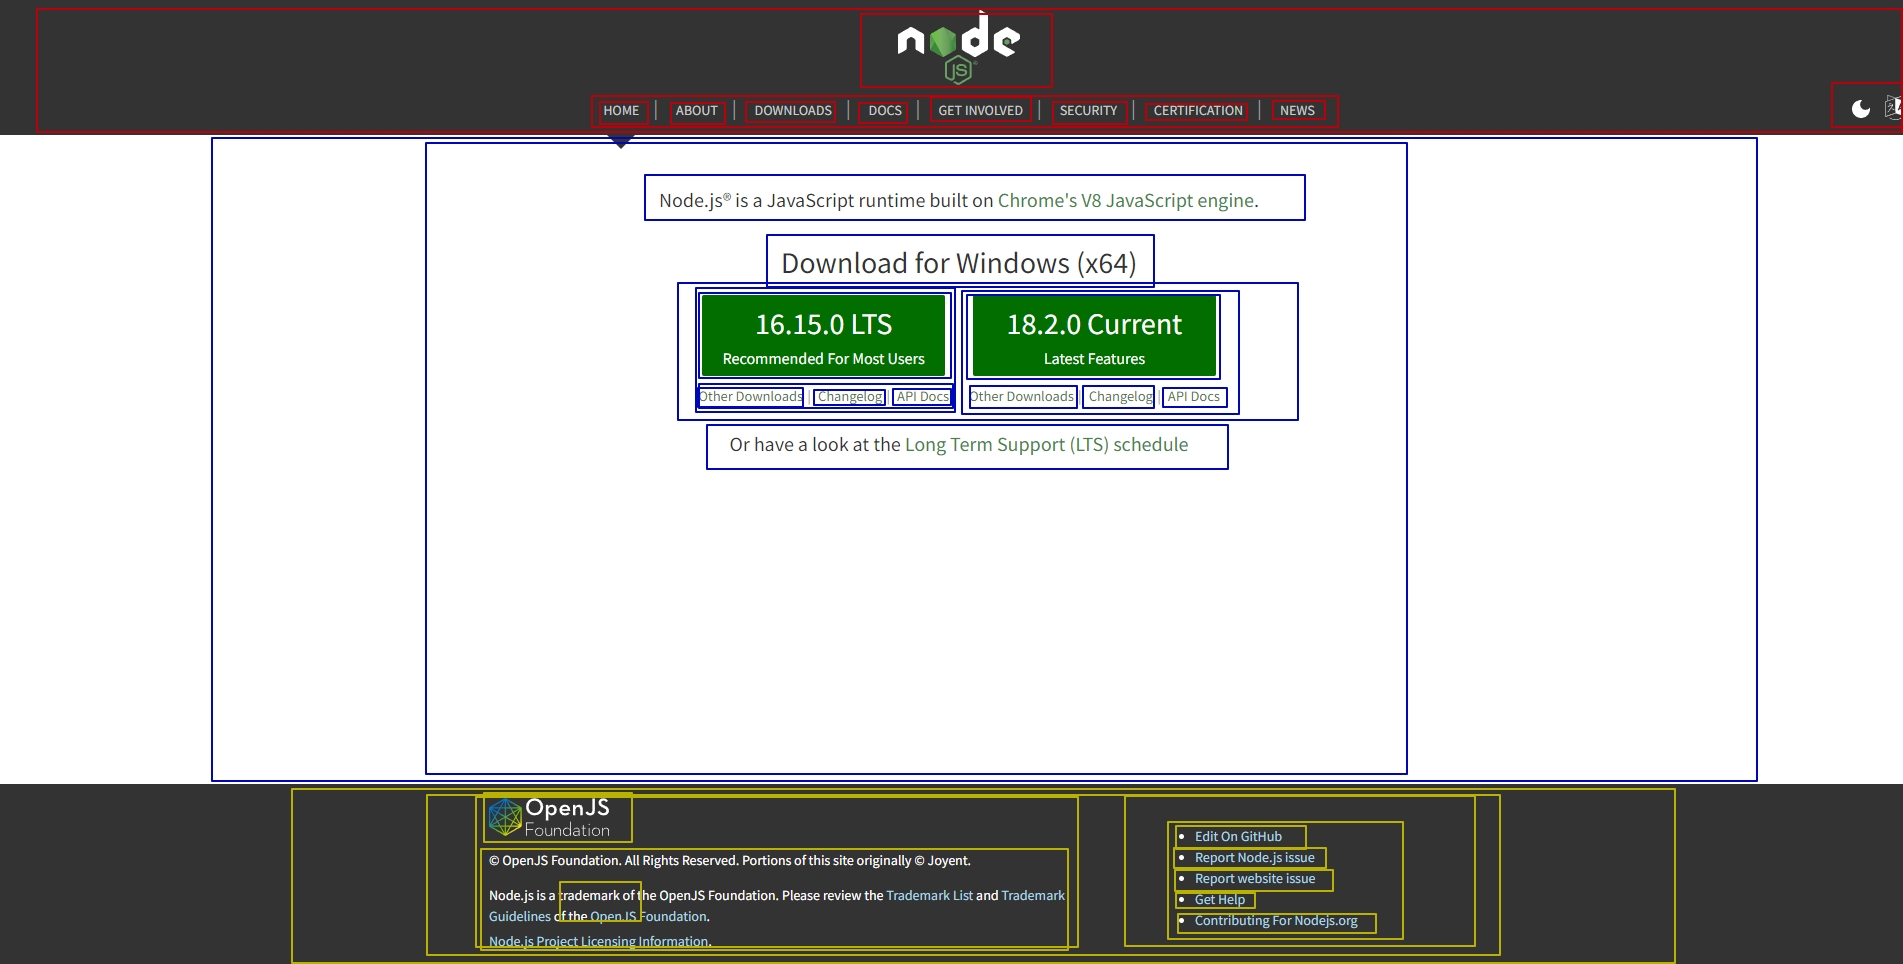 node
JS
HOME | ABOUT | DOWNLOADS | DOCS | GET INVOLVED | SECURITY | CERTIFICATION | NEWS
Node.js® is a JavaScript runtime built on Chrome's V8 JavaScript engine.
Download for Windows (x64)
16.15.0 LTS
Recommended For Most Users
Other Downloads | Changelog | API Docs
18.2.0 Current
Latest Features
Other Downloads | Changelog | API Docs
Or have a look at the Long Term Support (LTS) schedule
OpenJS
Foundation
© OpenJS Foundation. All Rights Reserved. Portions of this site originally © Joyent.
Node.js is a trademark of the OpenJS Foundation. Please review the Trademark List and Trademark
Guidelines of the OpenJS Foundation.
Node.js Project Licensing Information.
• Edit On GitHub
• Report Node.js issue
• Report website issue
• Get Help
• Contributing For Nodejs.org